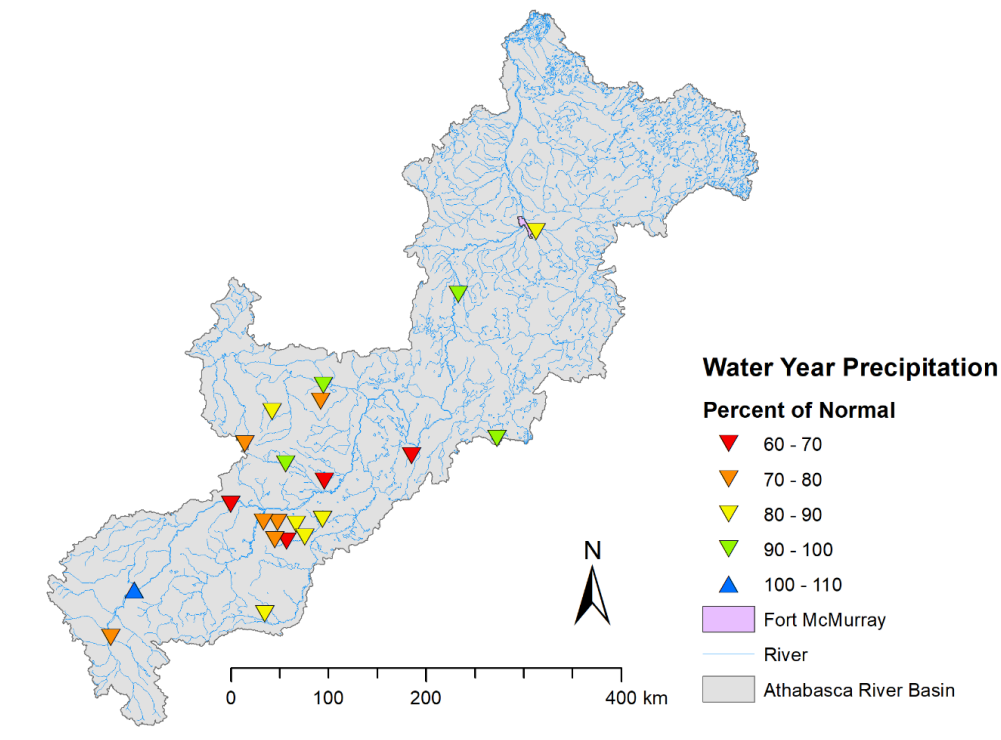 Water Year Precipitation
Percent of Normal
60 - 70
70 - 80
80 - 90
90 - 100
100 - 110
Fort McMurray
River
Athabasca River Basin
N
0 100 200 400 km